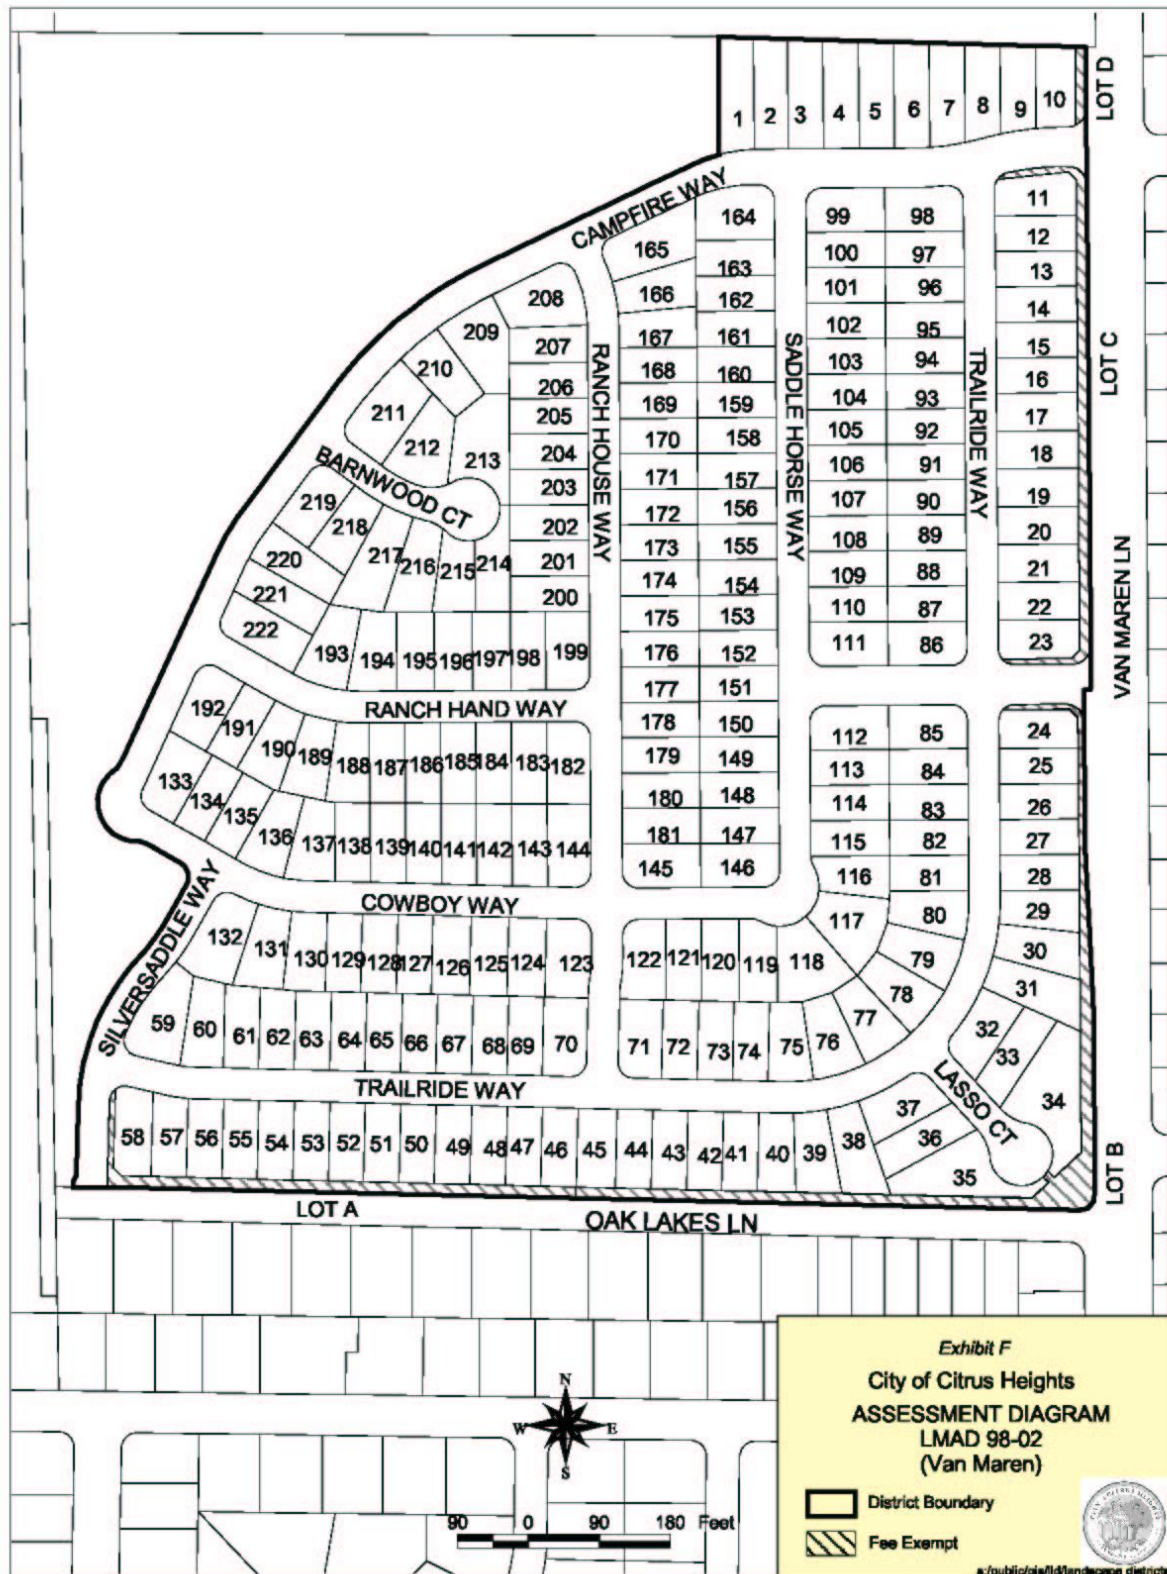 LOT D
1 2 3 4 5 6 7 8 9 10
CAMPFIRE WAY
164 99 98 11
165 12
163 100 97 13
166 162 101 96
208 14
209 167 161 102 95
207 15
210 168 160 103 94 16
206
211 169 159 104 93 17
205
212 170 158 105 92 18
213 204
171 157 106 91
203 19
219 218 172 156 107 90
202 20
217 216 215 214 173 155 108 89
220 201 21
174 154 109 88
221 200 22
175 153 110 87
222 23
193 194 195 196 197 198 199 176 152 111 86
RANCH HOUSE WAY
SADDLE HORSE WAY
TRAILRIDE WAY
LOT C
VAN MAREN LN
BARNWOOD CT
177 151
RANCH HAND WAY
192 191 190 189 188 187 186 185 184 183 182
178 150 112 85 24
179 149 113 84 25
133 134 135 136 137 138 139 140 141 142 143 144
180 148 114 83 26
181 147 115 82 27
145 146 116 81 28
COWBOY WAY
117 80 29
SILVERSADDLE WAY
132 131 130 129 128 127 126 125 124 123 122 121 120 119 118 79 30
78 31
59 60 61 62 63 64 65 66 67 68 69 70 71 72 73 74 75 76 77 32 33
34
TRAILRIDE WAY
LASSO CT
58 57 56 55 54 53 52 51 50 49 48 47 46 45 44 43 42 41 40 39 38 37
36
35
LOT B
LOT A
OAK LAKES LN
N
W E
S
90 0 90 180 Feet
Exhibit F
City of Citrus Heights
ASSESSMENT DIAGRAM
LMAD 98-02
(Van Maren)
District Boundary
Fee Exempt
s:/public/gis/lld/landscape districts